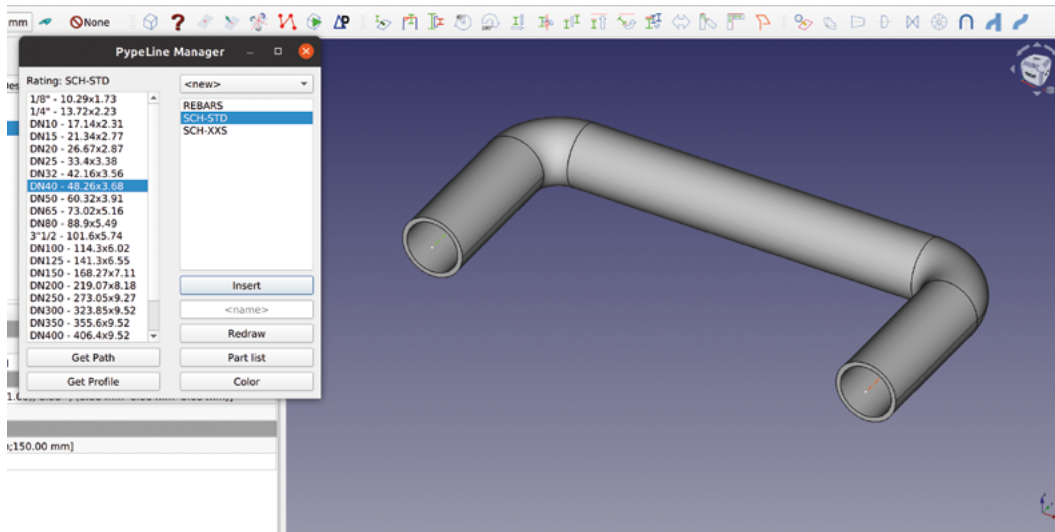 mm
None
PypeLine Manager
Rating: SCH-STD
<new>
1/8" - 10.29x1.73
1/4" - 13.72x2.23
DN10 - 17.14x2.31
DN15 - 21.34x2.77
DN20 - 26.67x2.87
DN25 - 33.4x3.38
DN32 - 42.16x3.56
DN40 - 48.26x3.68
DN50 - 60.32x3.91
DN65 - 73.02x5.16
DN80 - 88.9x5.49
3"1/2 - 101.6x5.74
DN100 - 114.3x6.02
DN125 - 141.3x6.55
DN150 - 168.27x7.11
DN200 - 219.07x8.18
DN250 - 273.05x9.27
DN300 - 323.85x9.52
DN350 - 355.6x9.52
DN400 - 406.4x9.52
REBARS
SCH-STD
SCH-XXS
Insert
<name>
Redraw
Get Path
Part list
Get Profile
Color
;150.00 mm]